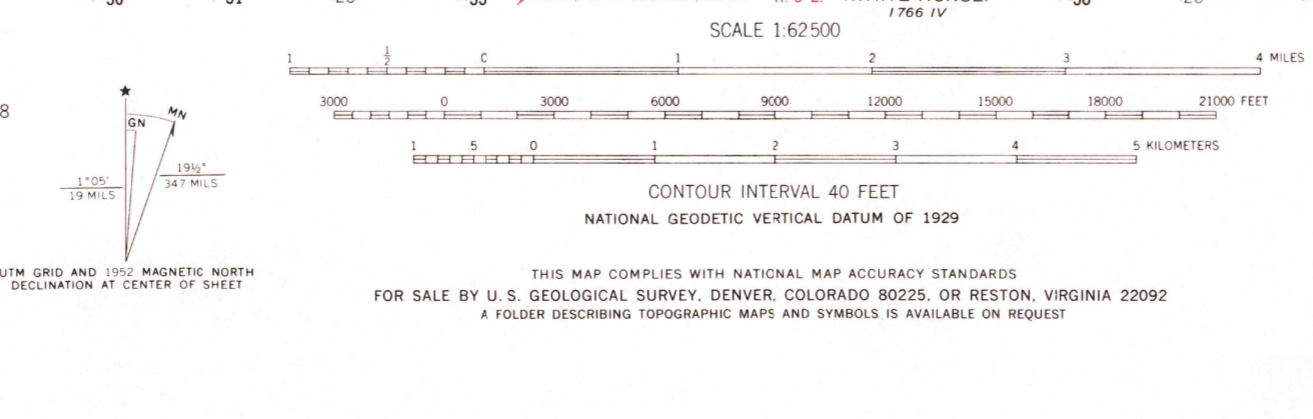 1766 IV
SCALE 1:62500
1 ½ 0 1 2 3 4 MILES
3000 0 3000 6000 9000 12000 15000 18000 21000 FEET
1 .5 0 1 2 3 4 5 KILOMETERS
CONTOUR INTERVAL 40 FEET
NATIONAL GEODETIC VERTICAL DATUM OF 1929
8
★
GN
MN
1°05'
19 MILS
19½°
347 MILS
UTM GRID AND 1952 MAGNETIC NORTH
DECLINATION AT CENTER OF SHEET
THIS MAP COMPLIES WITH NATIONAL MAP ACCURACY STANDARDS
FOR SALE BY U. S. GEOLOGICAL SURVEY, DENVER, COLORADO 80225, OR RESTON, VIRGINIA 22092
A FOLDER DESCRIBING TOPOGRAPHIC MAPS AND SYMBOLS IS AVAILABLE ON REQUEST